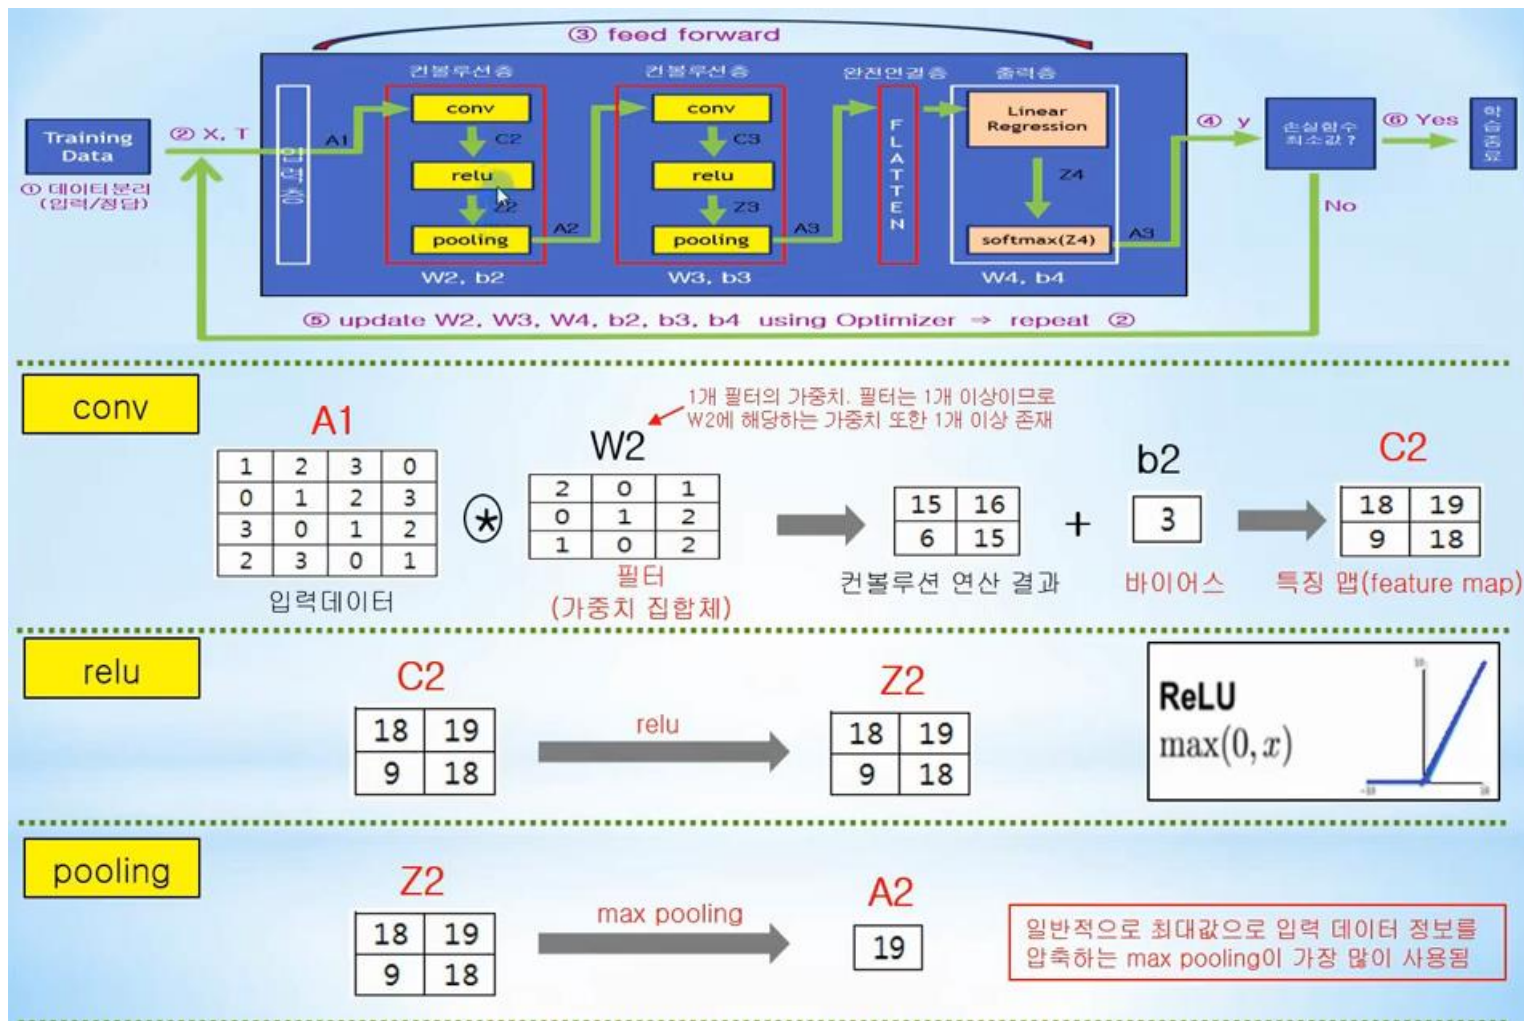 ③ feed forward
컨볼루션층
컨볼루션층
완전연결층
출력층
Training
Data
① 데이터분리
(입력/정답)
② X, T
입력층
A1
conv
C2
relu
Z2
pooling
W2, b2
A2
conv
C3
relu
Z3
pooling
W3, b3
A3
FLATTEN
Linear
Regression
Z4
softmax(Z4)
W4, b4
A3
④ y
손실함수
최소값?
⑥ Yes
학습종료
No
⑤ update W2, W3, W4, b2, b3, b4 using Optimizer ⇒ repeat ②
conv
1개 필터의 가중치. 필터는 1개 이상이므로
W2에 해당하는 가중치 또한 1개 이상 존재
A1
1 2 3 0
0 1 2 3
3 0 1 2
2 3 0 1
입력데이터
*
W2
2 0 1
0 1 2
1 0 2
필터
(가중치 집합체)
15 16
6 15
컨볼루션 연산 결과
+
b2
3
바이어스
C2
18 19
9 18
특징 맵(feature map)
relu
C2
18 19
9 18
relu
Z2
18 19
9 18
ReLU
max(0, x)
10
-10 10
pooling
Z2
18 19
9 18
max pooling
A2
19
일반적으로 최대값으로 입력 데이터 정보를
압축하는 max pooling이 가장 많이 사용됨